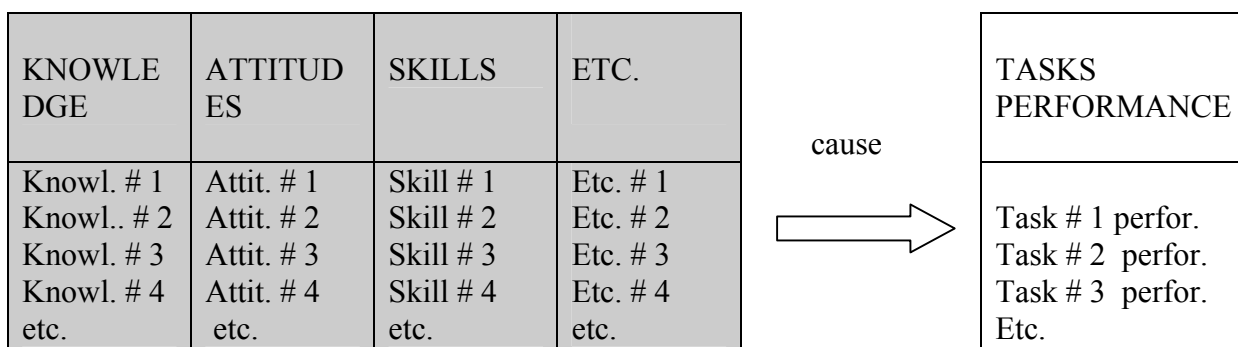 KNOWLE
DGE
ATTITUD
ES
SKILLS
ETC.
Knowl. # 1
Knowl.. # 2
Knowl. # 3
Knowl. # 4
etc.
Attit. # 1
Attit. # 2
Attit. # 3
Attit. # 4
etc.
Skill # 1
Skill # 2
Skill # 3
Skill # 4
etc.
Etc. # 1
Etc. # 2
Etc. # 3
Etc. # 4
etc.
cause
TASKS
PERFORMANCE
Task # 1 perfor.
Task # 2 perfor.
Task # 3 perfor.
Etc.